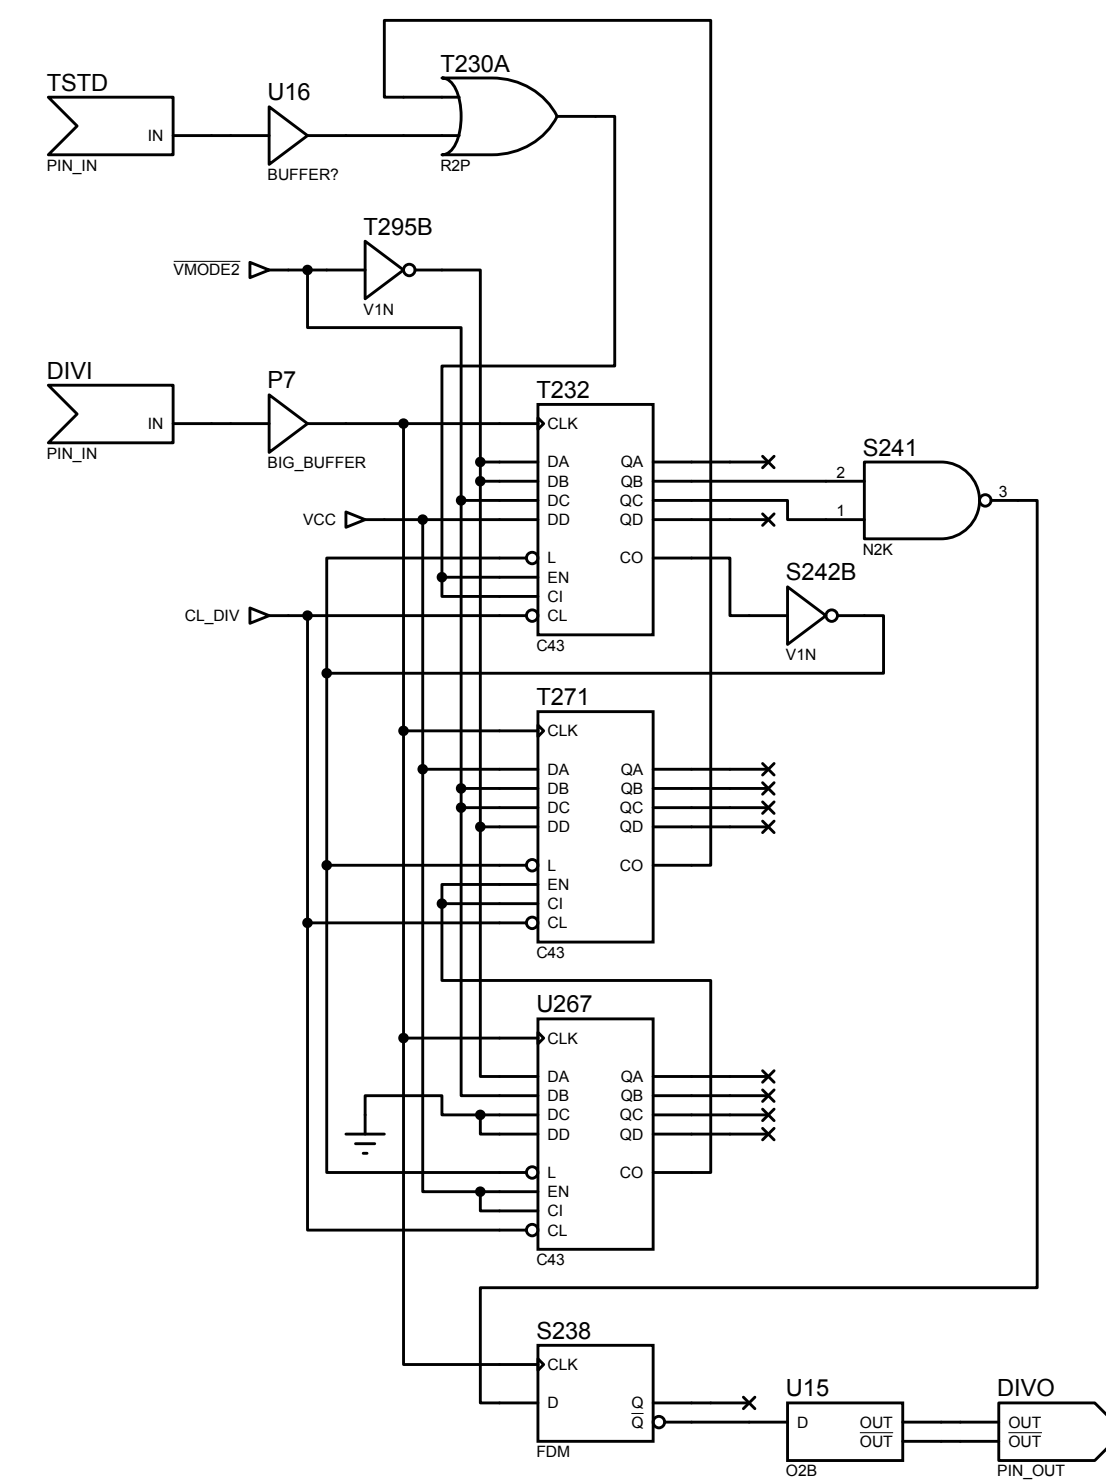 T230A
TSTD
U16
IN
PIN_IN
BUFFER?
R2P
T295B
VMODE2
V1N
DIVI
P7
T232
IN
CLK
PIN_IN
BIG_BUFFER
S241
DA QA
DB QB 2
DC QC 3
VCC DD QD 1
N2K
L CO
S242B
EN
CI
CL_DIV CL
C43
V1N
T271
CLK
DA QA
DB QB
DC QC
DD QD
L CO
EN
CI
CL
C43
U267
CLK
DA QA
DB QB
DC QC
DD QD
L CO
EN
CI
CL
C43
S238
CLK
U15 DIVO
D Q
Q D OUT OUT
OUT OUT
FDM
O2B PIN_OUT